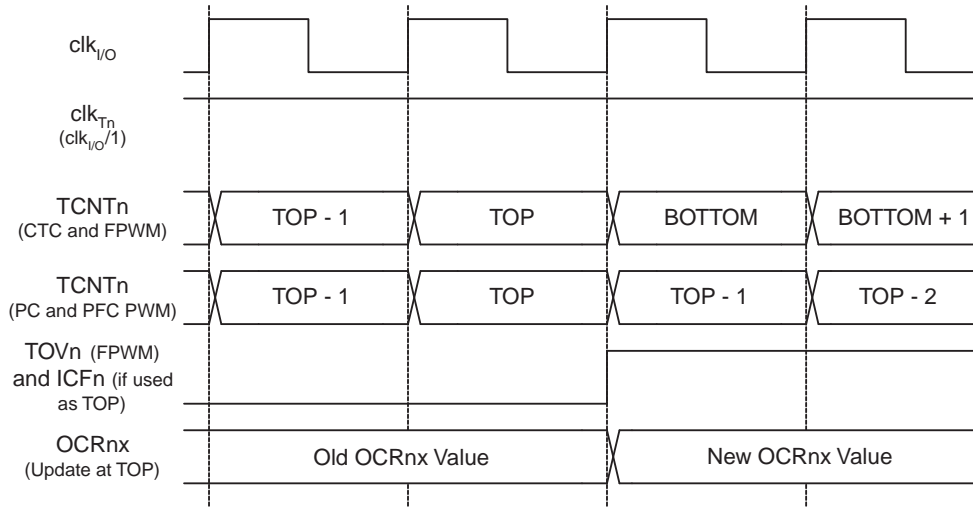 clkI/O
clkTn
(clkI/O/1)
TCNTn
(CTC and FPWM)
TOP - 1
TOP
BOTTOM
BOTTOM + 1
TCNTn
(PC and PFC PWM)
TOP - 1
TOP
TOP - 1
TOP - 2
TOVn (FPWM)
and ICFn (if used
as TOP)
OCRnx
(Update at TOP)
Old OCRnx Value
New OCRnx Value